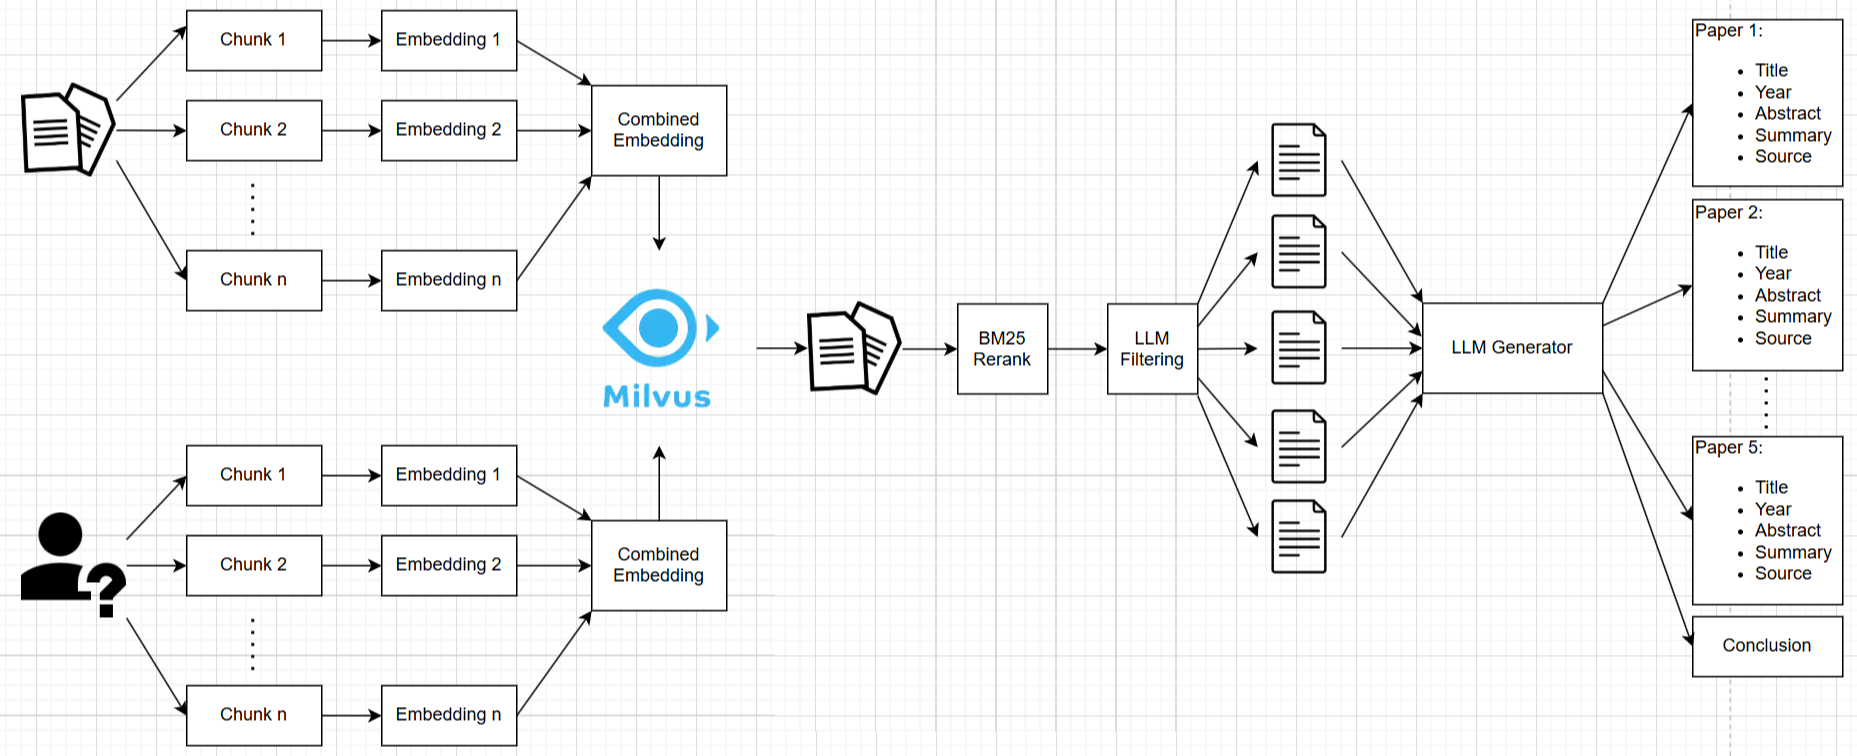 Chunk 1
Embedding 1
Chunk 2
Embedding 2
Combined
Embedding
Chunk n
Embedding n
Milvus
Chunk 1
Embedding 1
Chunk 2
Embedding 2
Combined
Embedding
Chunk n
Embedding n
BM25
Rerank
LLM
Filtering
LLM Generator
Paper 1:
• Title
• Year
• Abstract
• Summary
• Source
Paper 2:
• Title
• Year
• Abstract
• Summary
• Source
Paper 5:
• Title
• Year
• Abstract
• Summary
• Source
Conclusion